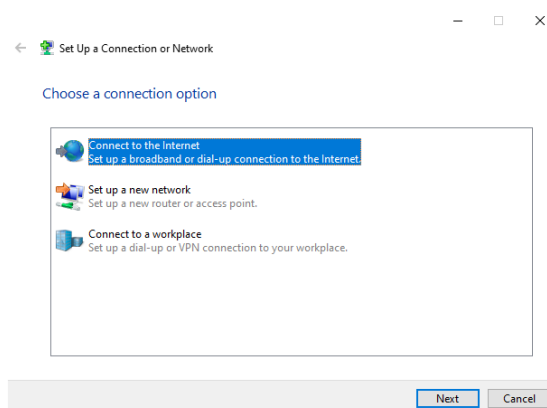 Set Up a Connection or Network
Choose a connection option
Connect to the Internet
Set up a broadband or dial-up connection to the Internet.
Set up a new network
Set up a new router or access point.
Connect to a workplace
Set up a dial-up or VPN connection to your workplace.
Next Cancel